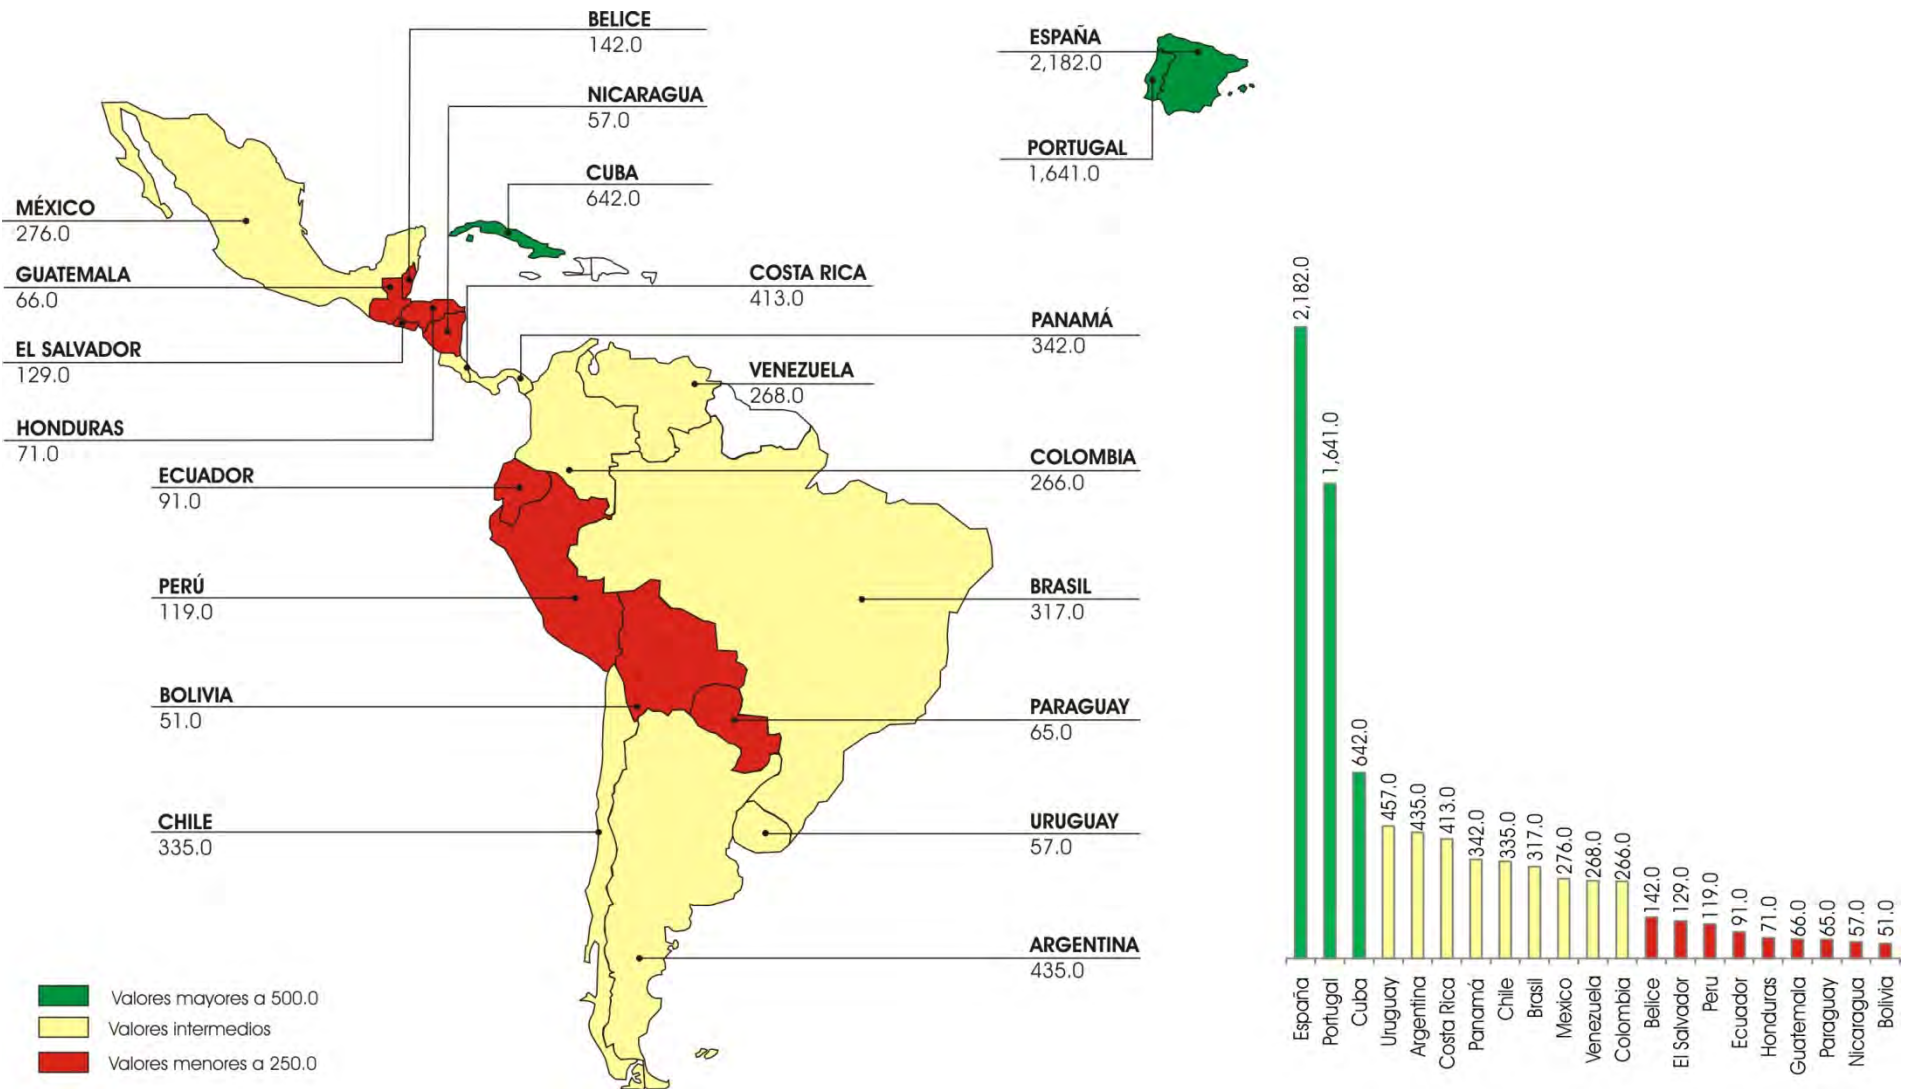 BELICE
142.0
NICARAGUA
57.0
CUBA
642.0
ESPAÑA
2,182.0
PORTUGAL
1,641.0
MÉXICO
276.0
GUATEMALA
66.0
EL SALVADOR
129.0
HONDURAS
71.0
COSTA RICA
413.0
PANAMÁ
342.0
VENEZUELA
268.0
COLOMBIA
266.0
ECUADOR
91.0
PERÚ
119.0
BRASIL
317.0
BOLIVIA
51.0
PARAGUAY
65.0
CHILE
335.0
URUGUAY
57.0
ARGENTINA
435.0
Valores mayores a 500.0
Valores intermedios
Valores menores a 250.0
2,182.0
1,641.0
642.0
457.0
435.0
413.0
342.0
335.0
317.0
276.0
268.0
266.0
142.0
129.0
119.0
91.0
71.0
66.0
65.0
57.0
51.0
España
Portugal
Cuba
Uruguay
Argentina
Costa Rica
Panamá
Chile
Brasil
Mexico
Venezuela
Colombia
Belice
El Salvador
Peru
Ecuador
Honduras
Guatemala
Paraguay
Nicaragua
Bolivia